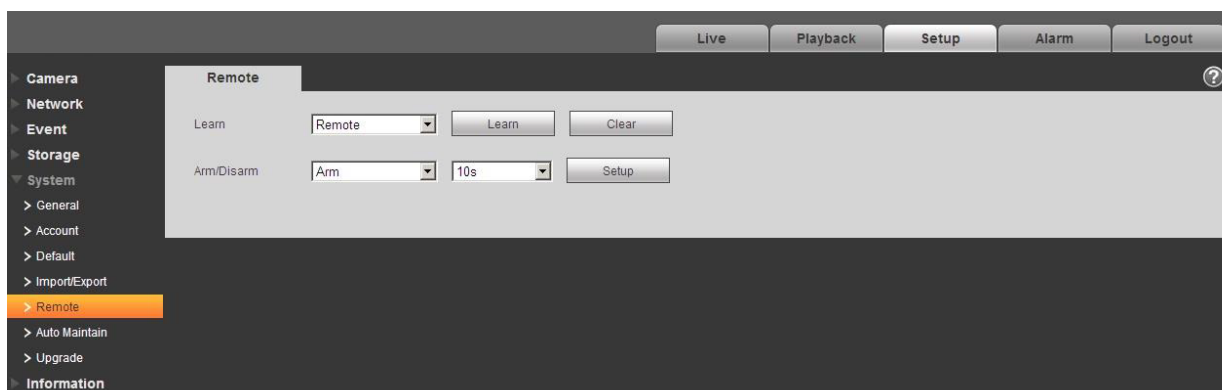 Live Playback Setup Alarm Logout
Camera
Network
Event
Storage
System
> General
> Account
> Default
> Import/Export
> Remote
> Auto Maintain
> Upgrade
Information
Remote ?
Learn Remote Learn Clear
Arm/Disarm Arm 10s Setup